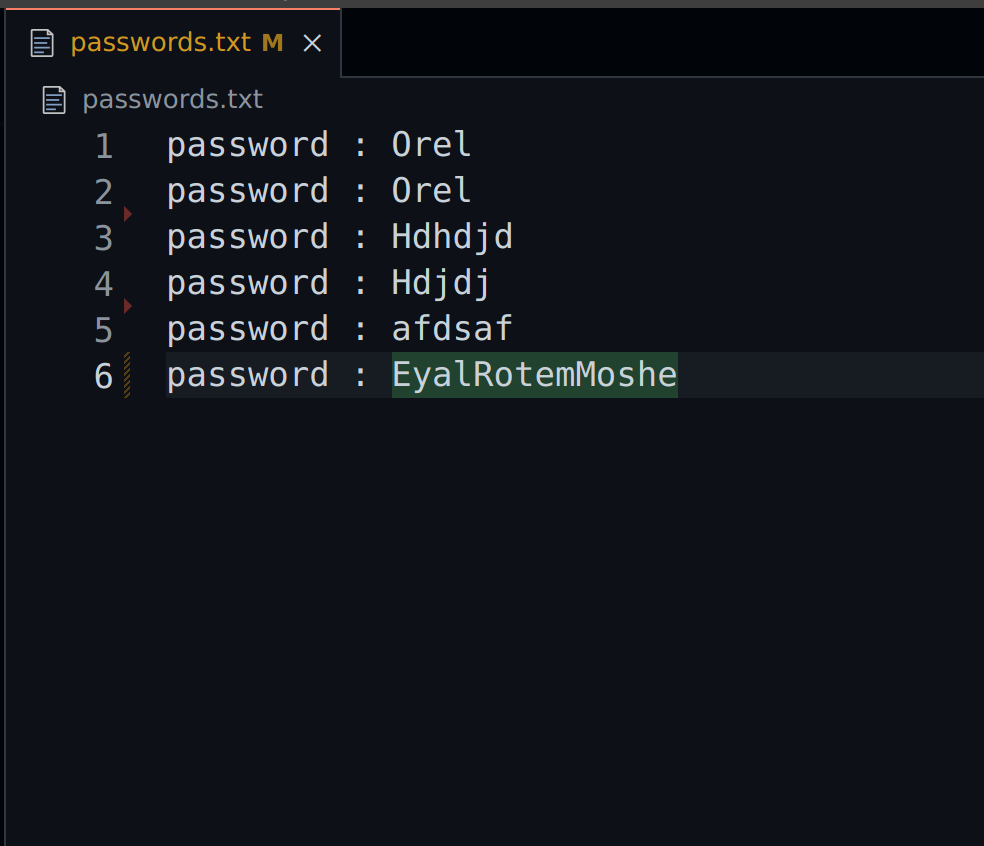 passwords.txt M
passwords.txt
1 password : Orel
2 password : Orel
3 password : Hdhdjd
4 password : Hdjdj
5 password : afdsaf
6 password : EyalRotemMoshe